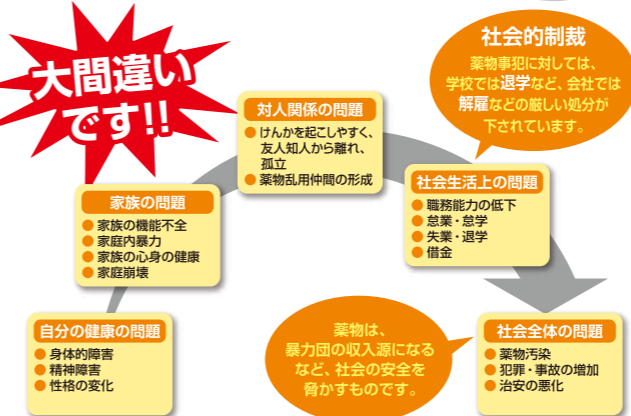 大間違い
です!!
社会的制裁
薬物事犯に対しては、
学校では退学など、会社では
解雇などの厳しい処分が
下されています。
対人関係の問題
● けんかを起こしやすく、
友人知人から離れ、
孤立
● 薬物乱用仲間の形成
社会生活上の問題
● 職務能力の低下
● 怠業・怠学
● 失業・退学
● 借金
家族の問題
● 家族の機能不全
● 家庭内暴力
● 家族の心身の健康
● 家庭崩壊
自分の健康の問題
● 身体的障害
● 精神障害
● 性格の変化
薬物は、
暴力団の収入源になる
など、社会の安全を
脅かすものです。
社会全体の問題
● 薬物汚染
● 犯罪・事故の増加
● 治安の悪化